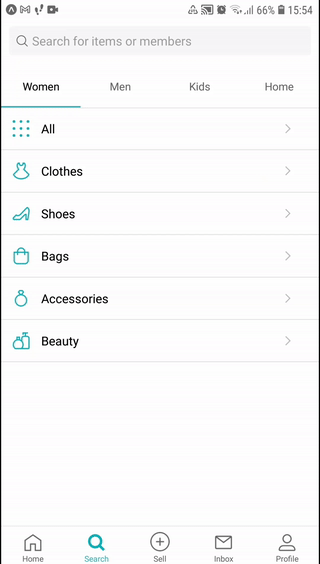 66% 15:54
Search for items or members
Women Men Kids Home
All
Clothes
Shoes
Bags
Accessories
Beauty
Home Search Sell Inbox Profile